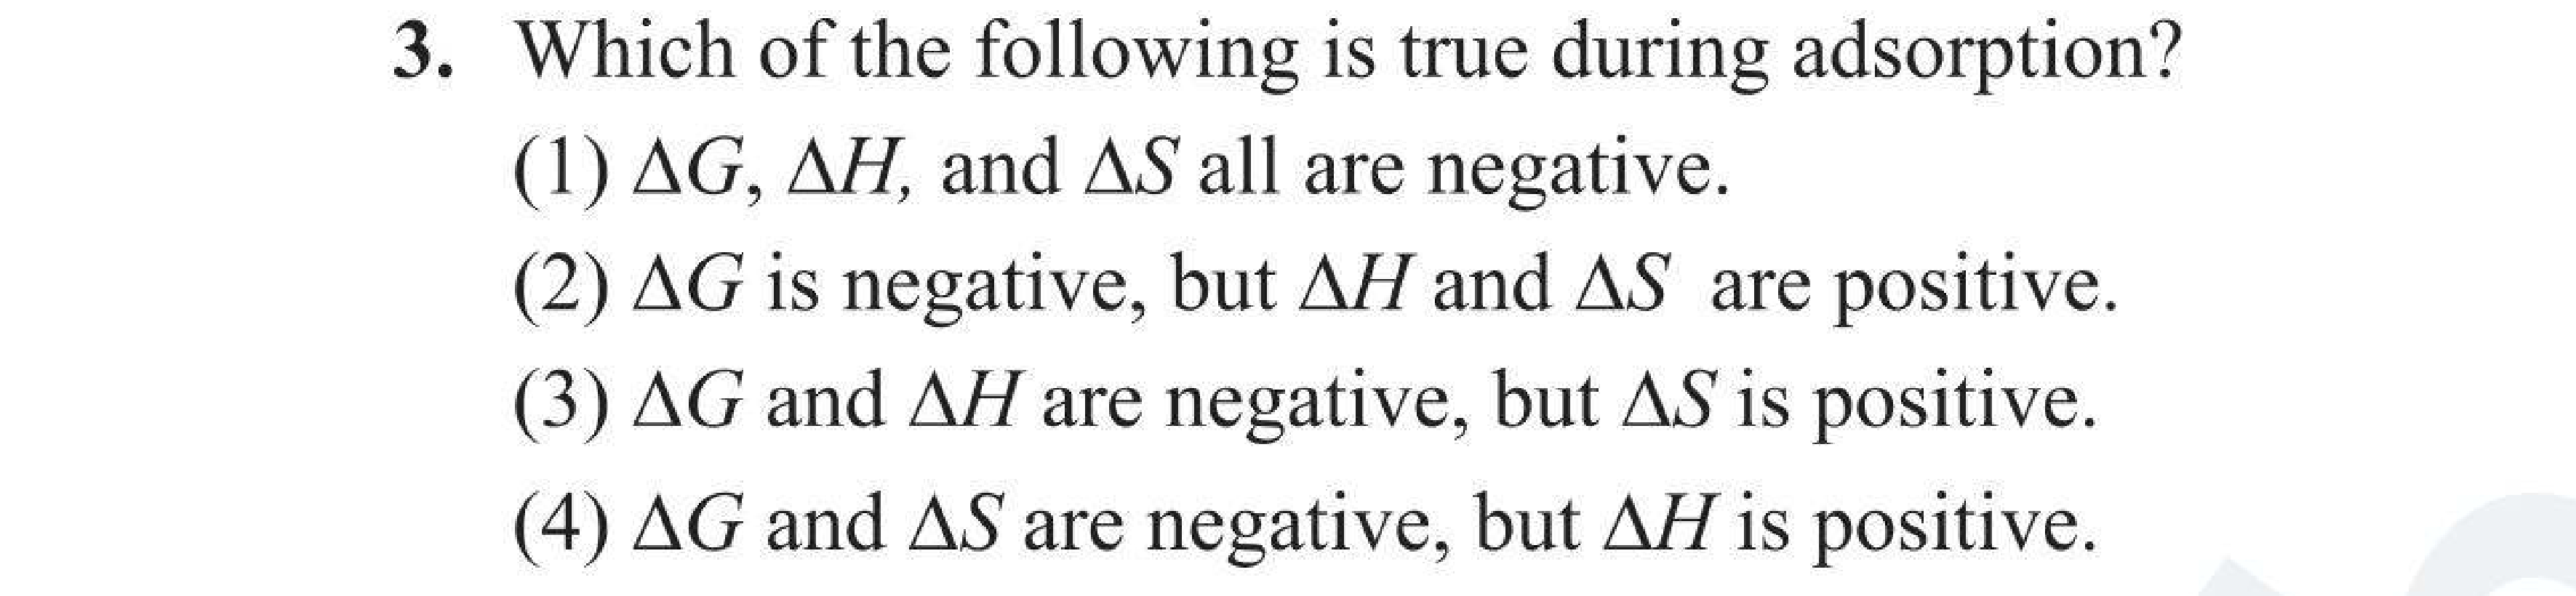 3. Which of the following is true during adsorption?
(1) ΔG, ΔH, and ΔS all are negative.
(2) ΔG is negative, but ΔH and ΔS are positive.
(3) ΔG and ΔH are negative, but ΔS is positive.
(4) ΔG and ΔS are negative, but ΔH is positive.